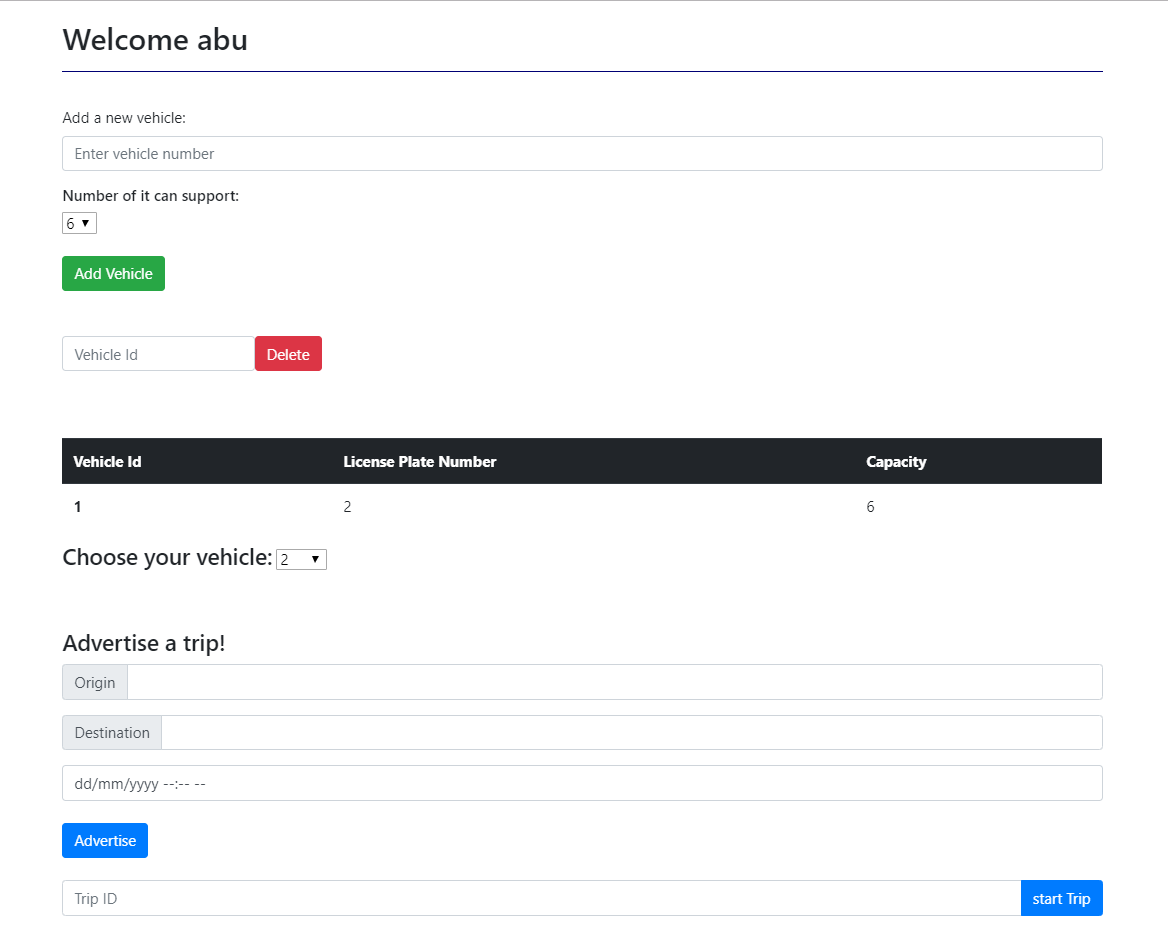 Welcome abu
Add a new vehicle:
Enter vehicle number
Number of it can support:
6
Add Vehicle
Vehicle Id Delete
Vehicle Id License Plate Number Capacity
1 2 6
Choose your vehicle: 2
Advertise a trip!
Origin
Destination
dd/mm/yyyy --:-- --
Advertise
Trip ID start Trip